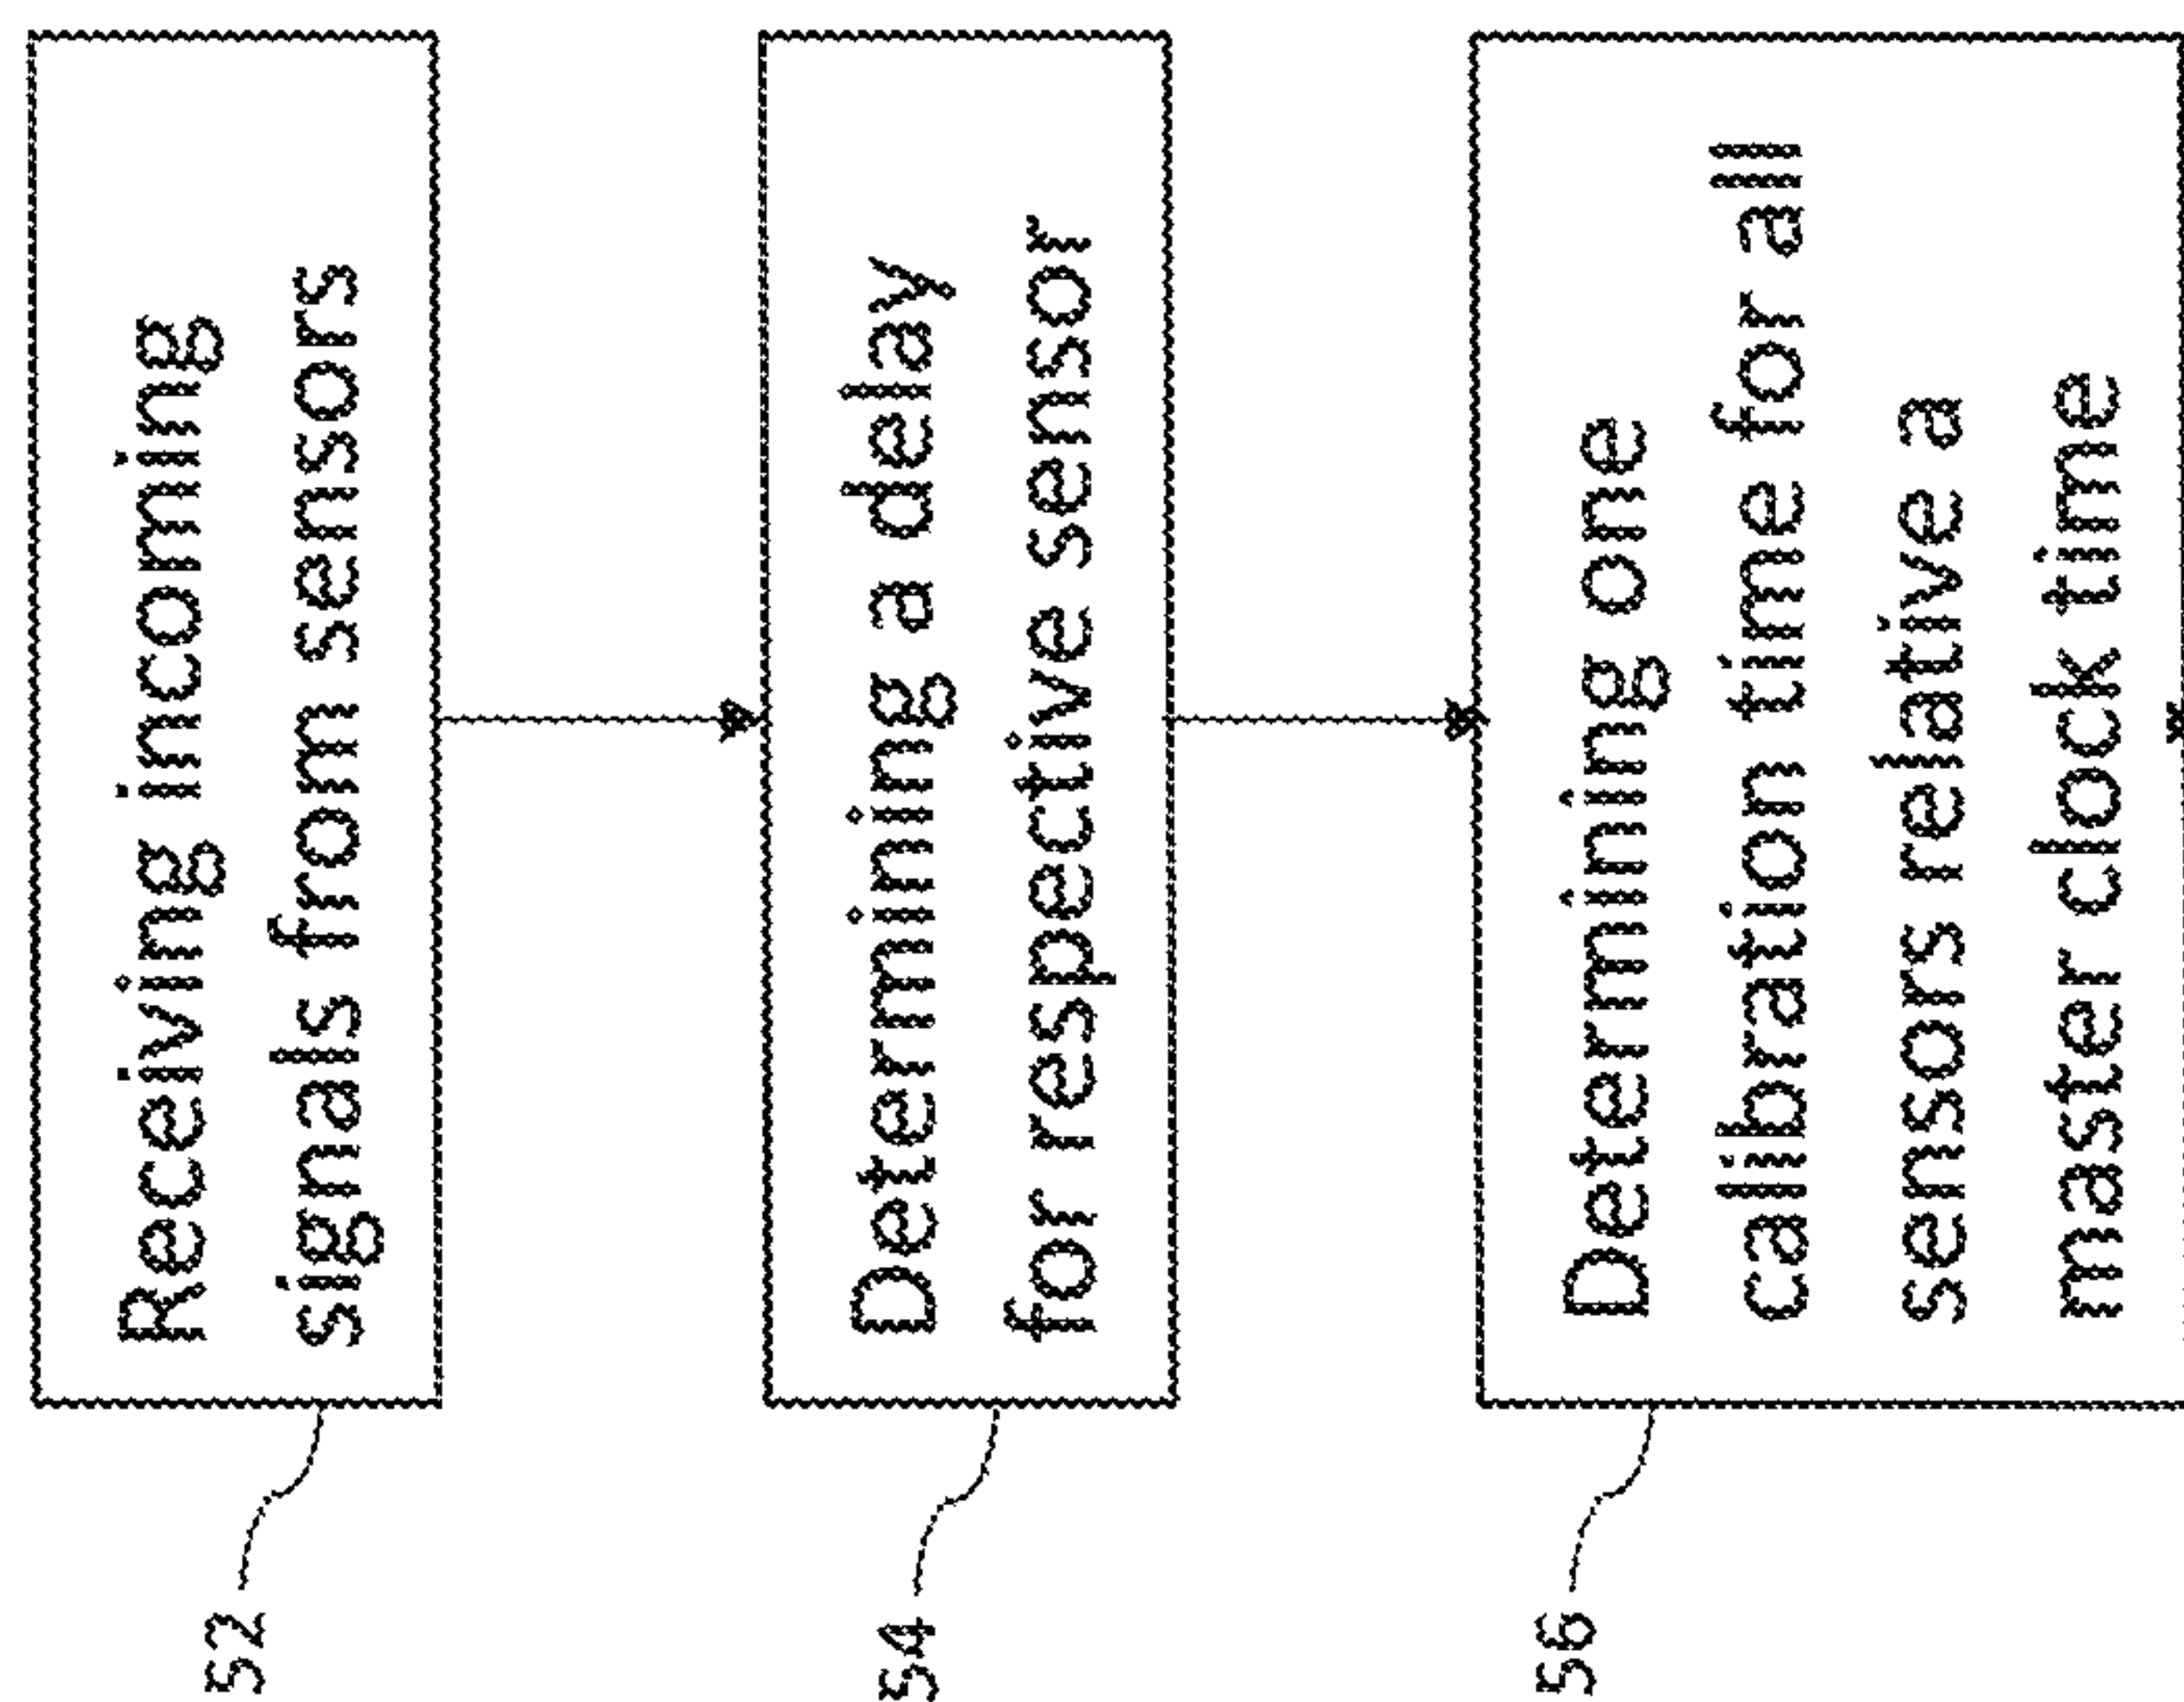 52
Receiving incoming
signals from sensors
54
Determining a delay
for respective sensor
56
Determining one
calibration time for all
sensors relative a
master clock time